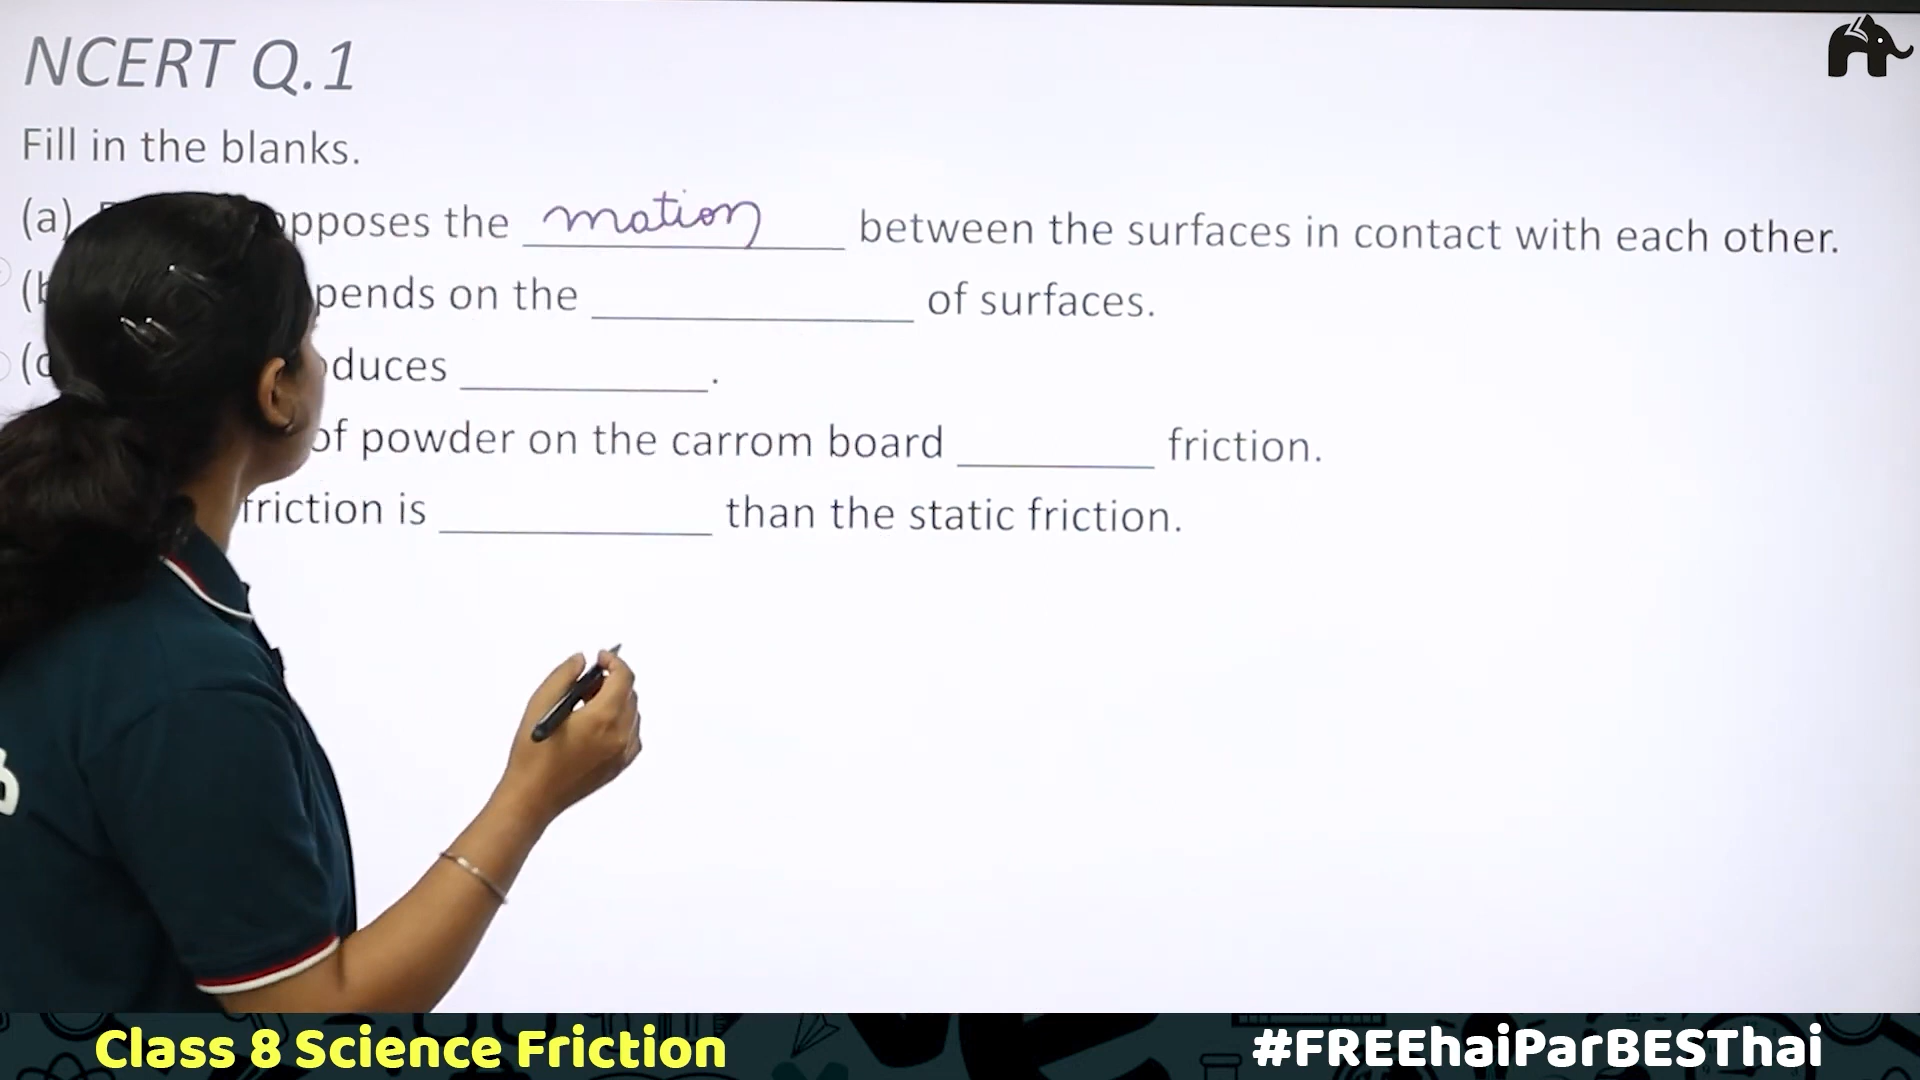 NCERT Q.1
Fill in the blanks.
(a) opposes the motion between the surfaces in contact with each other.
on the of surfaces.
.
of powder on the carrom board friction.
friction is than the static friction.
Class 8 Science Friction
#FREEhaiParBESThai